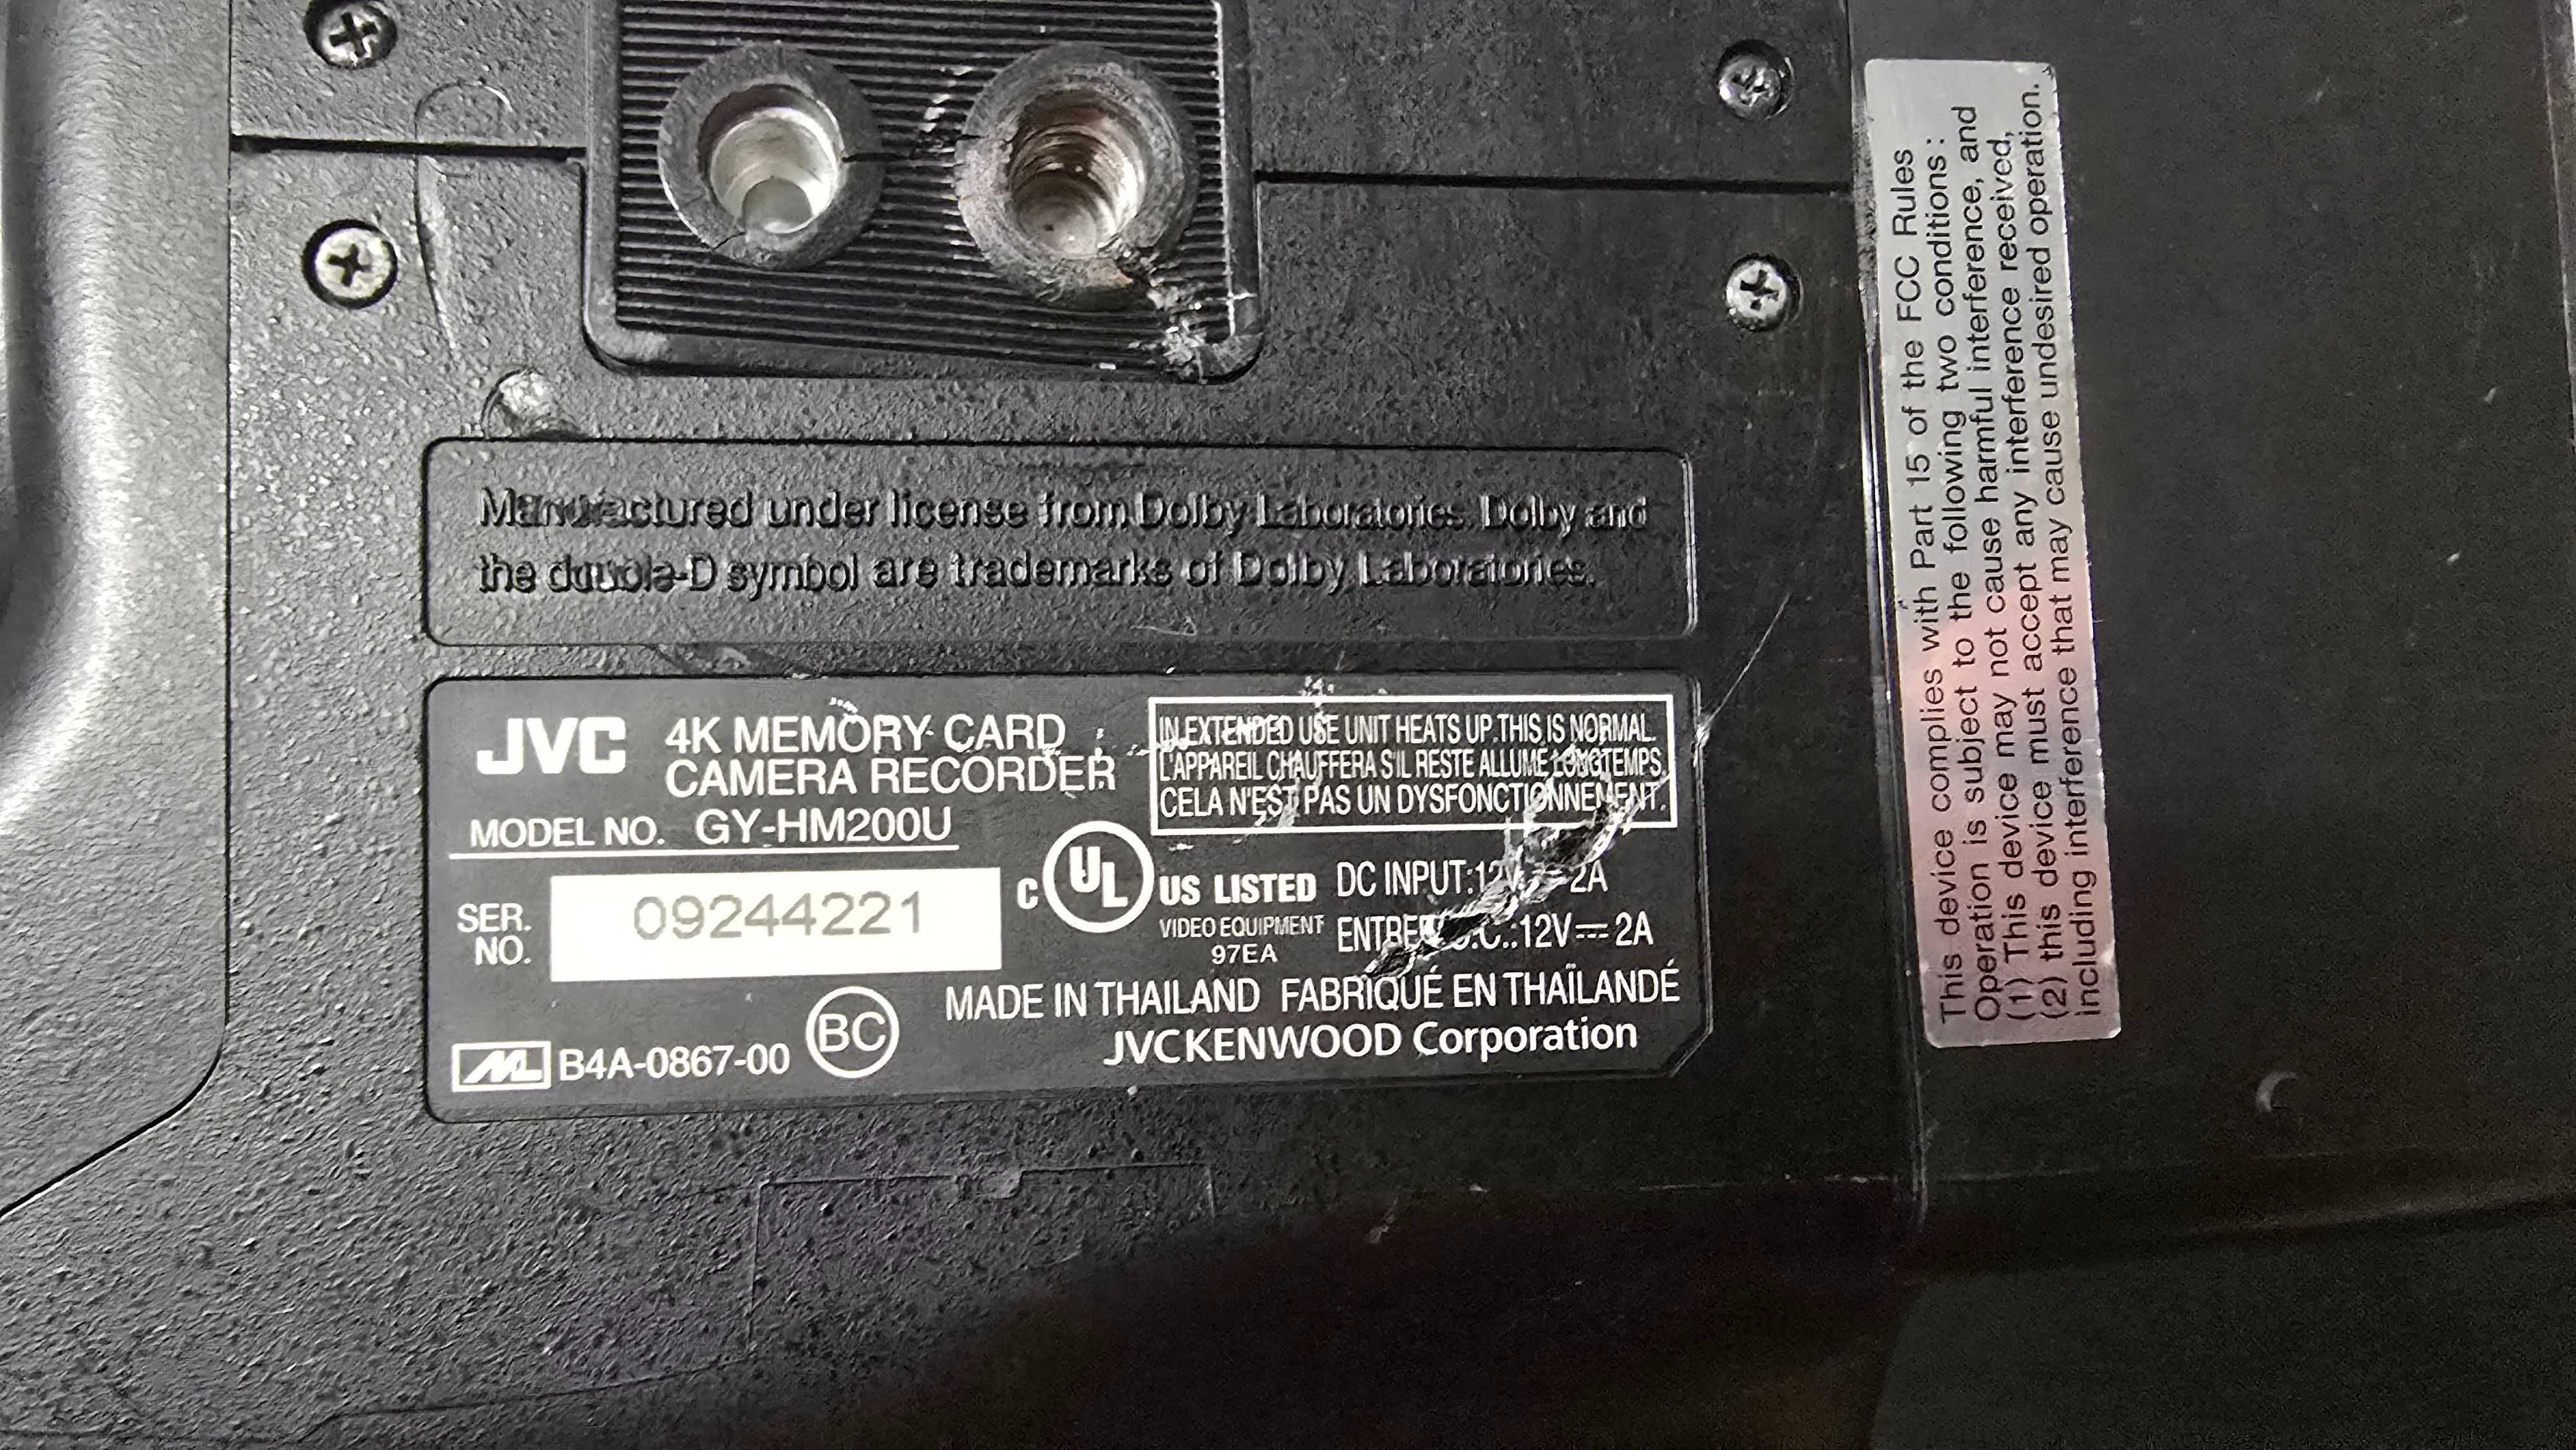 Manufactured under license from Dolby Laboratories. Dolby and
the double-D symbol are trademarks of Dolby Laboratories.
JVC 4K MEMORY CARD
CAMERA RECORDER
MODEL NO. GY-HM200U
SER. NO. 09244221
IN EXTENDED USE UNIT HEATS UP. THIS IS NORMAL.
L'APPAREIL CHAUFFERA S'IL RESTE ALLUME LONGTEMPS.
CELA N'EST PAS UN DYSFONCTIONNEMENT.
C UL US LISTED
VIDEO EQUIPMENT
97EA
DC INPUT:12V⎓2A
12V⎓2A
MADE IN THAILAND FABRIQUÉ EN THAÏLANDÉ
JVCKENWOOD Corporation
ML B4A-0867-00 BC
This device complies with Part 15 of the FCC Rules
Operation is subject to the following two conditions :
(1) This device may not cause harmful interference, and
(2) this device must accept any interference received,
including interference that may cause undesired operation.